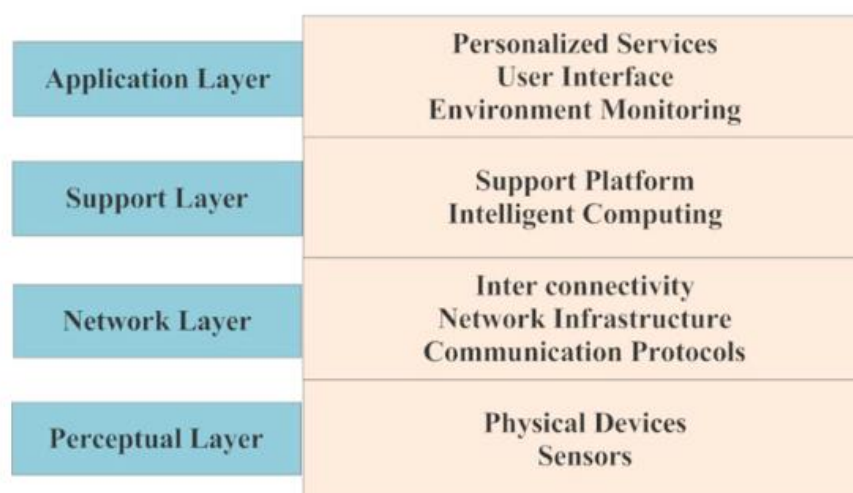 Application Layer
Personalized Services
User Interface
Environment Monitoring
Support Layer
Support Platform
Intelligent Computing
Network Layer
Inter connectivity
Network Infrastructure
Communication Protocols
Perceptual Layer
Physical Devices
Sensors